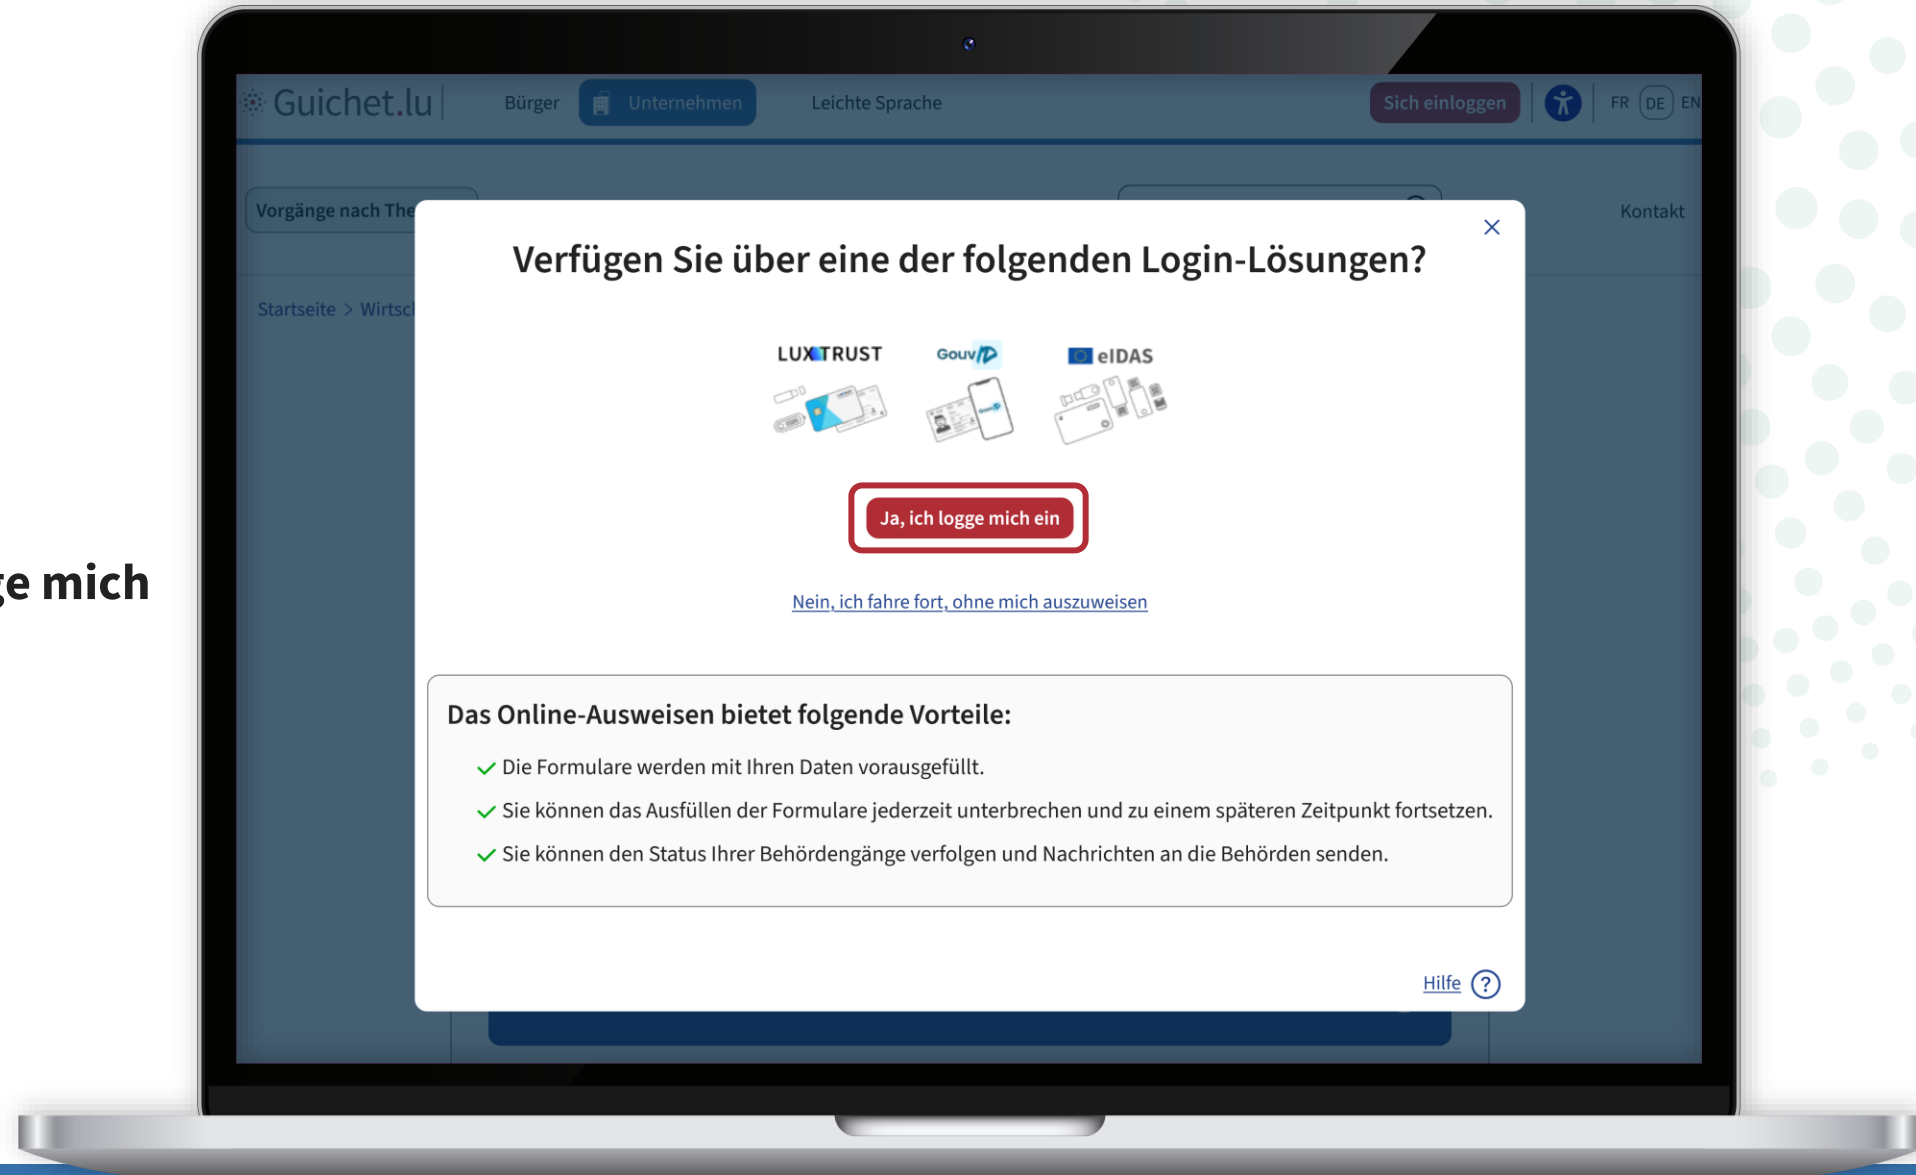 Guichet.lu
Bürger
Unternehmen
Leichte Sprache
Sich einloggen
FR DE EN
Vorgänge nach The
Kontakt
Startseite > Wirtsc
Verfügen Sie über eine der folgenden Login-Lösungen?
LUXTRUST
GouvID
eIDAS
Ja, ich logge mich ein
ge mich
Nein, ich fahre fort, ohne mich auszuweisen
Das Online-Ausweisen bietet folgende Vorteile:
Die Formulare werden mit Ihren Daten vorausgefüllt.
Sie können das Ausfüllen der Formulare jederzeit unterbrechen und zu einem späteren Zeitpunkt fortsetzen.
Sie können den Status Ihrer Behördengänge verfolgen und Nachrichten an die Behörden senden.
Hilfe ?